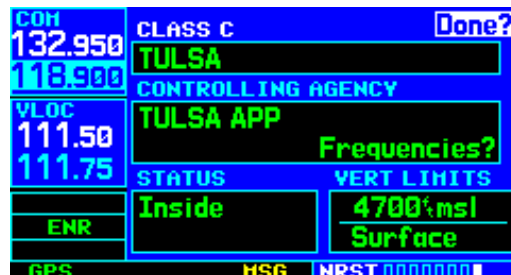 COM
132.950
118.900
VLOC
111.50
111.75
ENR
GPS
CLASS C
Done?
TULSA
CONTROLLING AGENCY
TULSA APP
Frequencies?
STATUS
Inside
VERT LIMITS
4700ft msl
Surface
MSG
NRST